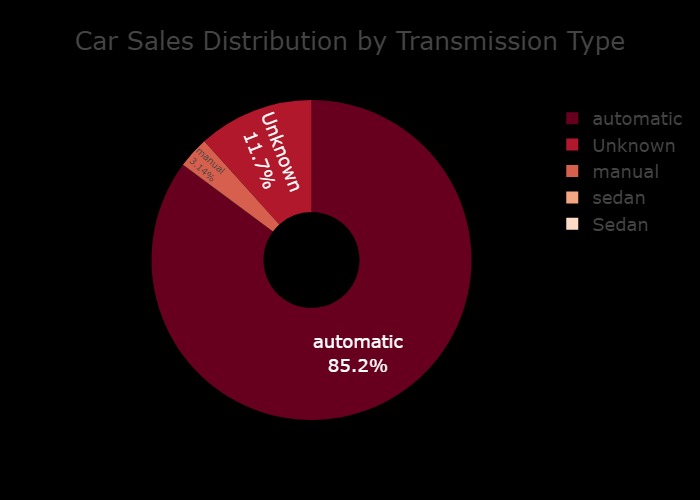 Car Sales Distribution by Transmission Type
Unknown
11.7%
manual
3.14%
automatic
85.2%
automatic
Unknown
manual
sedan
Sedan